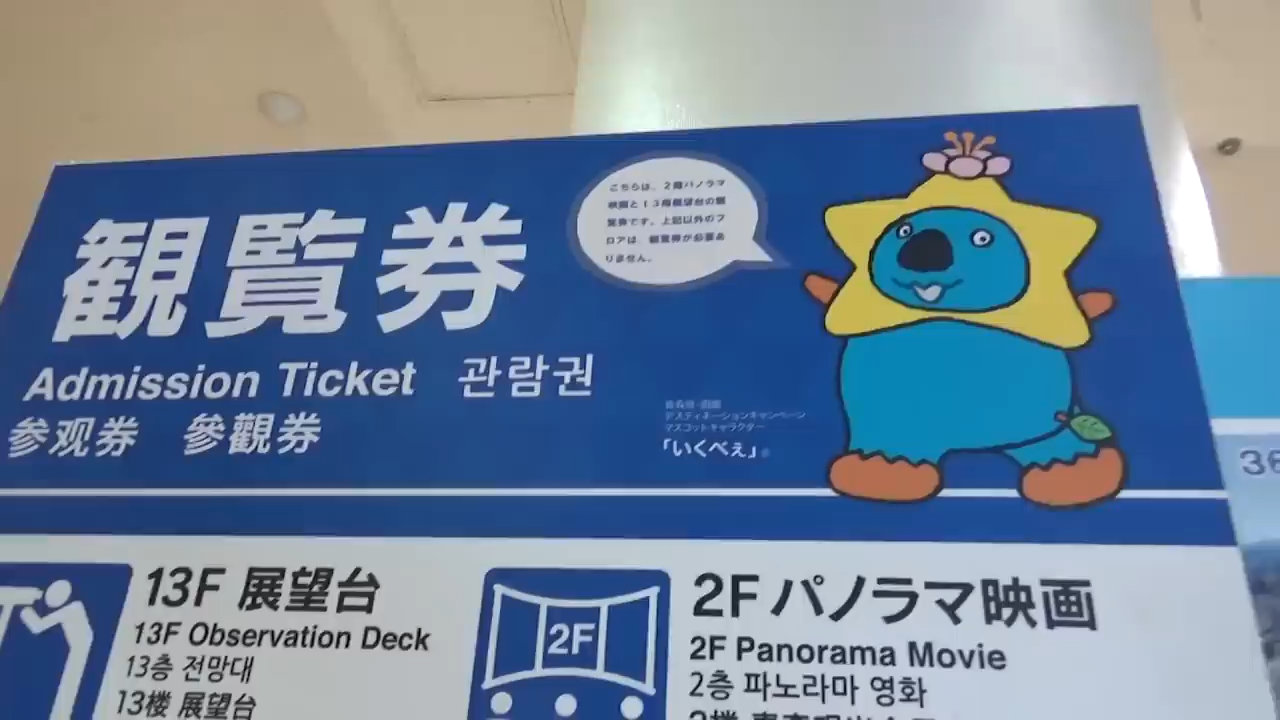 観覧券
Admission Ticket 관람권
参观券 參觀券
こちらは、2階パノラマ
映画と13階展望台の観
覧券です。上記以外のフ
ロアは、観覧券が必要あ
りません。
デスティネーションキャンペーン
マスコットキャラクター
「いくべぇ」
13F 展望台
13F Observation Deck
13층 전망대
13楼 展望台
2F
2Fパノラマ映画
2F Panorama Movie
2층 파노라마 영화
36